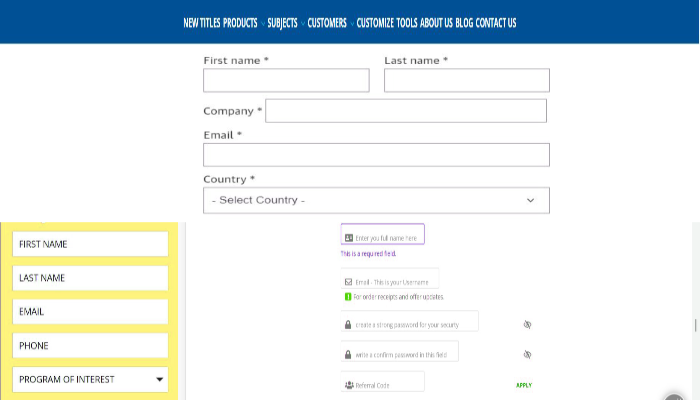 NEW TITLES PRODUCTS SUBJECTS CUSTOMERS CUSTOMIZE TOOLS ABOUT US BLOG CONTACT US
First name * Last name *
Company *
Email *
Country *
- Select Country -
FIRST NAME
LAST NAME
EMAIL
PHONE
PROGRAM OF INTEREST
Enter you full name here
This is a required field.
Email - This is your Username
For order receipts and offer updates
create a strong password for your securty
write a confirm password in this field
Referral Code APPLY